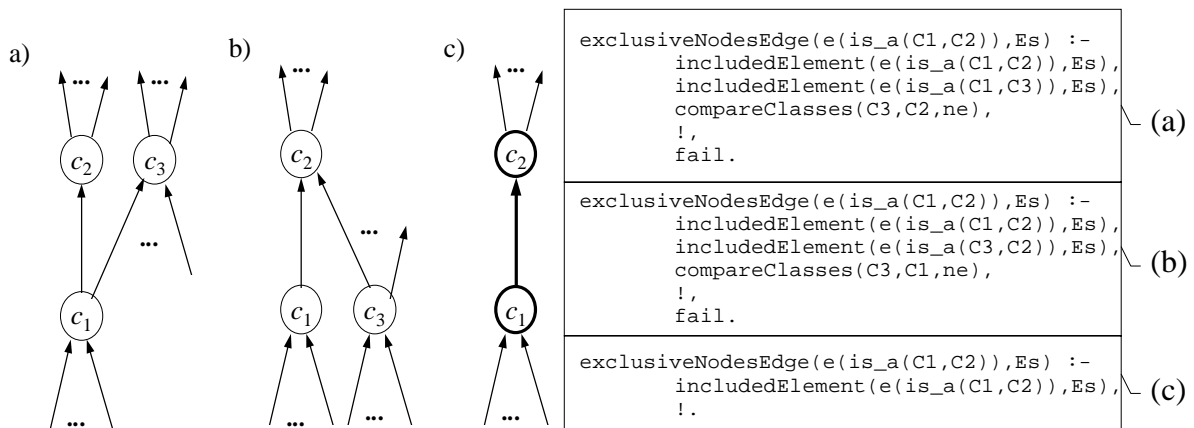 a)
...
...
c2
c3
...
c1
...
b)
...
c2
...
c1
c3
...
...
c)
...
c2
c1
...
exclusiveNodesEdge(e(is_a(C1,C2)),Es) :-
includedElement(e(is_a(C1,C2)),Es),
includedElement(e(is_a(C1,C3)),Es),
compareClasses(C3,C2,ne),
!,
fail.
(a)
exclusiveNodesEdge(e(is_a(C1,C2)),Es) :-
includedElement(e(is_a(C1,C2)),Es),
includedElement(e(is_a(C3,C2)),Es),
compareClasses(C3,C1,ne),
!,
fail.
(b)
exclusiveNodesEdge(e(is_a(C1,C2)),Es) :-
includedElement(e(is_a(C1,C2)),Es),
!.
(c)